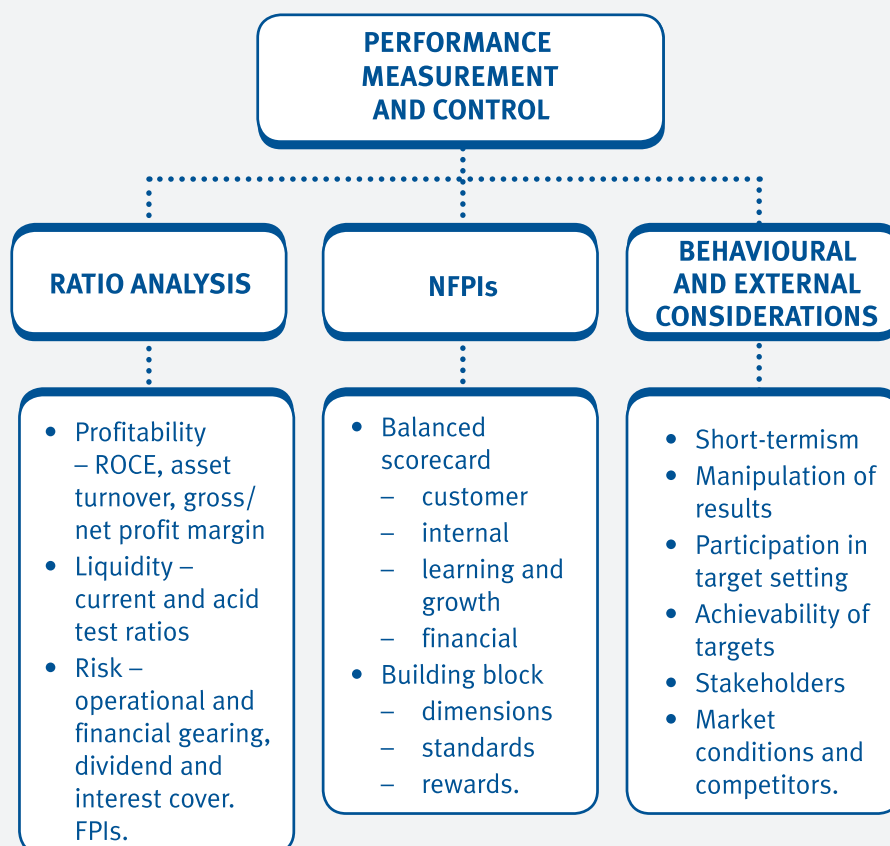 PERFORMANCE
MEASUREMENT
AND CONTROL
RATIO ANALYSIS
NFPIs
BEHAVIOURAL
AND EXTERNAL
CONSIDERATIONS
• Profitability
– ROCE, asset
turnover, gross/
net profit margin
• Liquidity –
current and acid
test ratios
• Risk –
operational and
financial gearing,
dividend and
interest cover.
FPIs.
• Balanced
scorecard
– customer
– internal
– learning and
growth
– financial
• Building block
– dimensions
– standards
– rewards.
• Short-termism
• Manipulation of
results
• Participation in
target setting
• Achievability of
targets
• Stakeholders
• Market
conditions and
competitors.